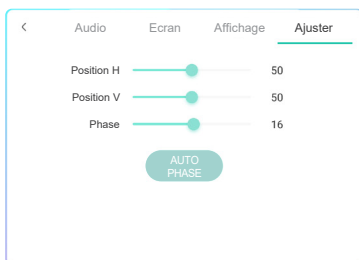 Audio Ecran Affichage Ajuster
Position H 50
Position V 50
Phase 16
AUTO
PHASE